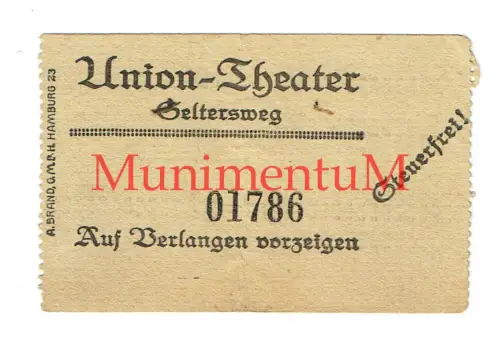 A. BRAND, G.M.B.H. HAMBURG 23
Union-Theater
Seltersweg
MunimentuM
01786
Steuerfrei!
Auf Verlangen vorzeigen